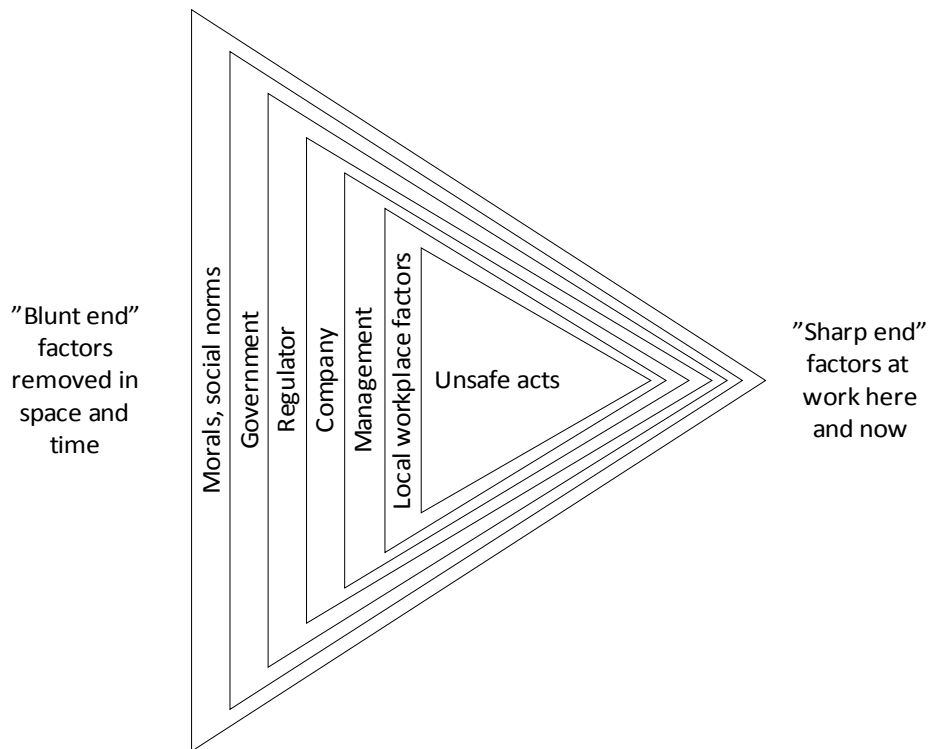 ”Blunt end”
factors
removed in
space and
time
Morals, social norms
Government
Regulator
Company
Management
Local workplace factors
Unsafe acts
”Sharp end”
factors at
work here
and now